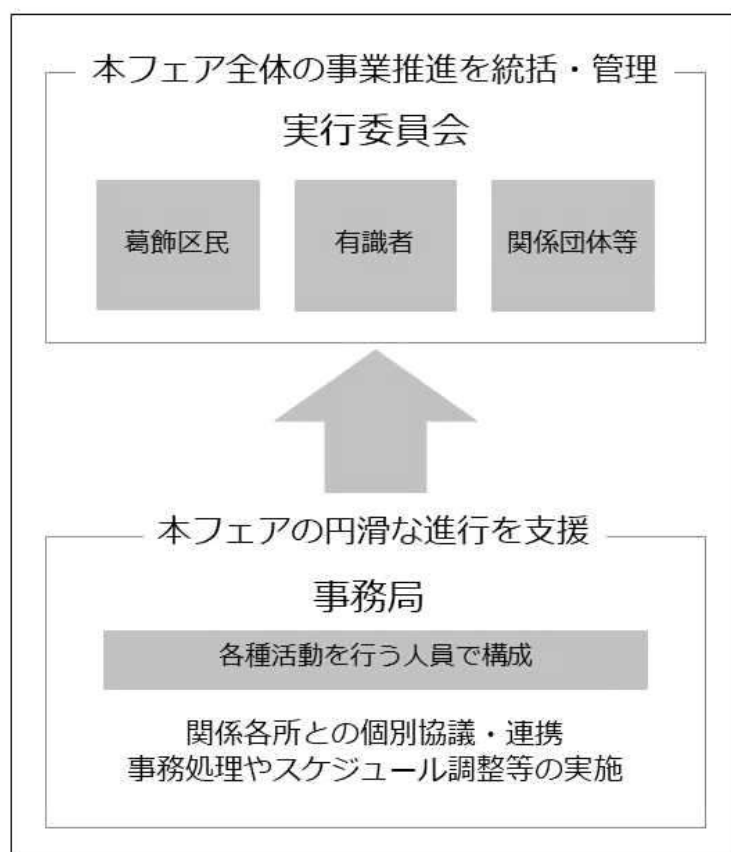 本フェア全体の事業推進を統括・管理
実行委員会
葛飾区民
有識者
関係団体等
本フェアの円滑な進行を支援
事務局
各種活動を行う人員で構成
関係各所との個別協議・連携
事務処理やスケジュール調整等の実施